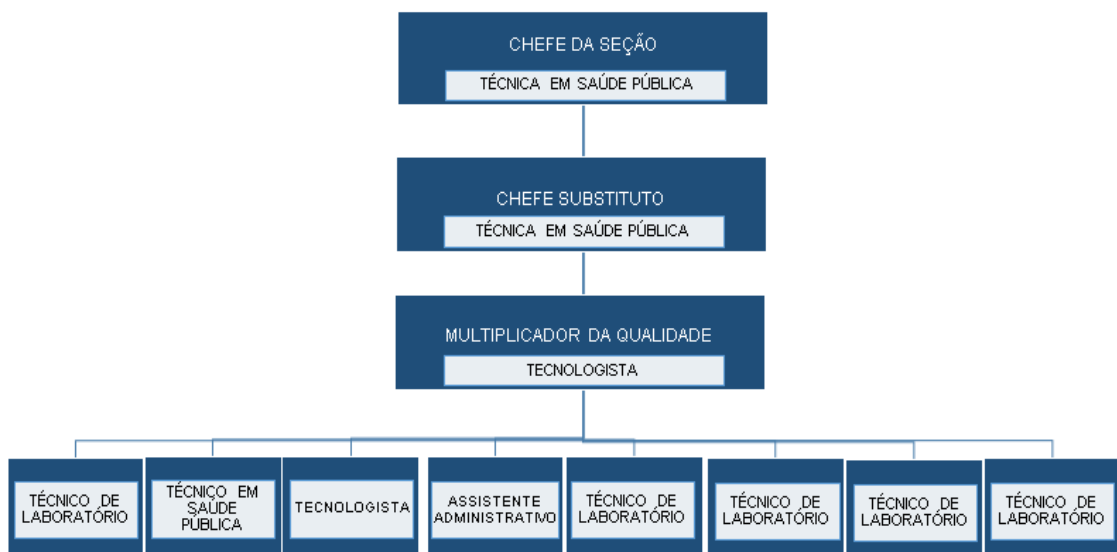 CHEFE DA SEÇÃO
TÉCNICA EM SAÚDE PÚBLICA
CHEFE SUBSTITUTO
TÉCNICA EM SAÚDE PÚBLICA
MULTIPLICADOR DA QUALIDADE
TECNOLOGISTA
TÉCNICO DE
LABORATÓRIO
TÉCNICO EM
SAÚDE
PÚBLICA
TECNOLOGISTA
ASSISTENTE
ADMINISTRATIVO
TÉCNICO DE
LABORATÓRIO
TÉCNICO DE
LABORATÓRIO
TÉCNICO DE
LABORATÓRIO
TÉCNICO DE
LABORATÓRIO